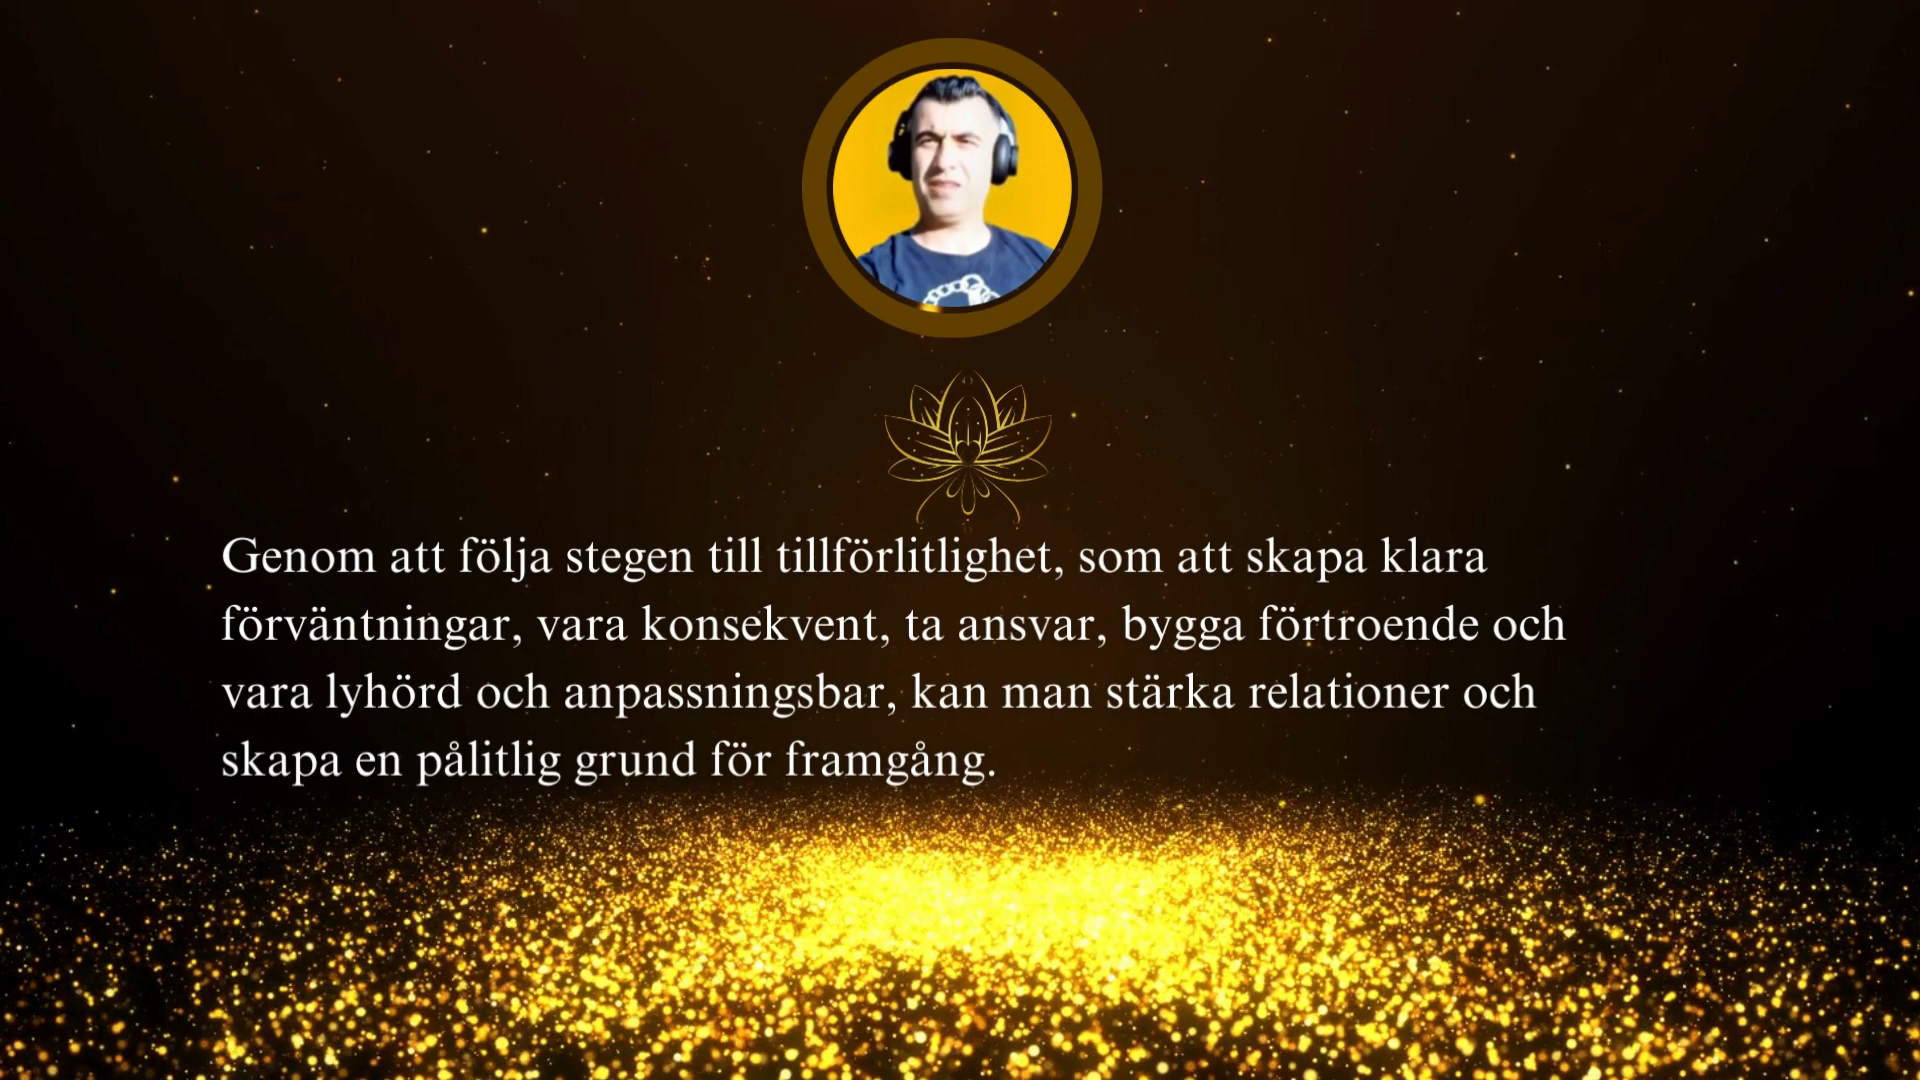 Genom att följa stegen till tillförlitlighet, som att skapa klara
förväntningar, vara konsekvent, ta ansvar, bygga förtroende och
vara lyhörd och anpassningsbar, kan man stärka relationer och
skapa en pålitlig grund för framgång.